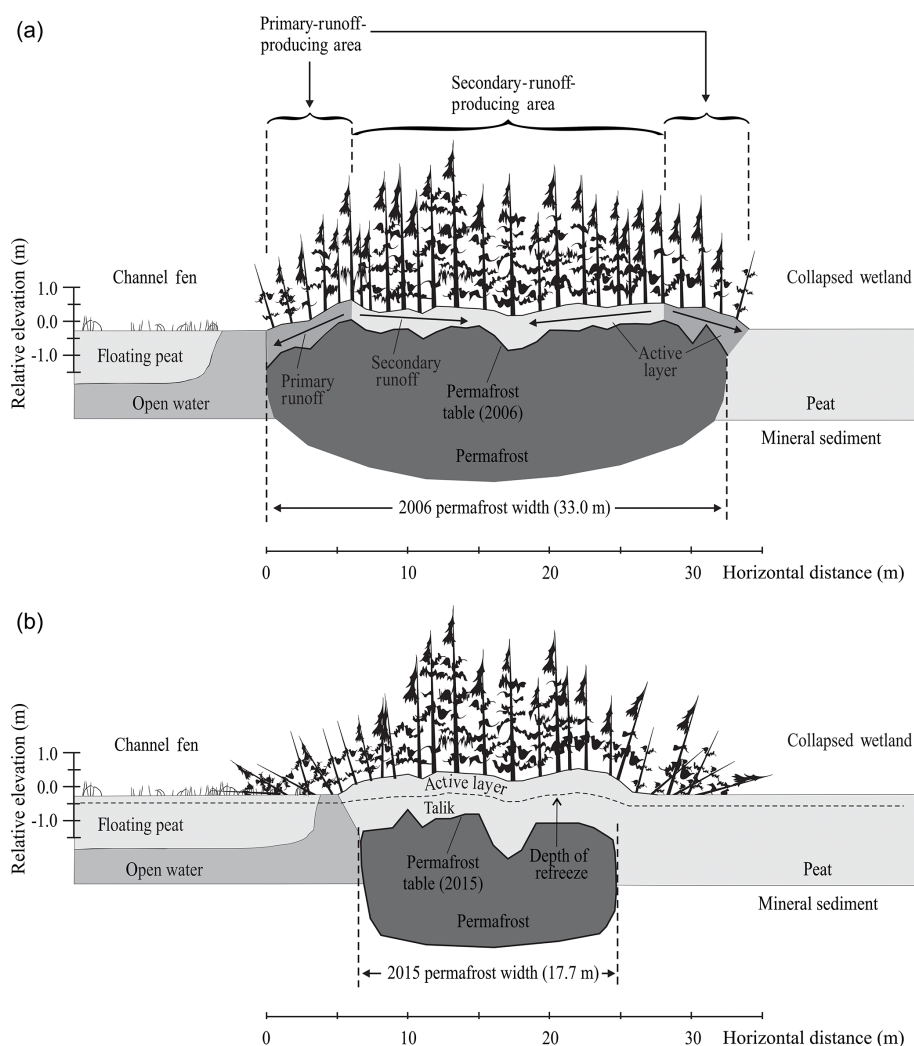 (a)
Primary-runoff-
producing area
Secondary-runoff-
producing area
Relative elevation (m)
1.0
0.0
-1.0
Channel fen
Collapsed wetland
Floating peat
Open water
Primary
runoff
Secondary
runoff
Permafrost
table (2006)
Active
layer
Peat
Mineral sediment
Permafrost
2006 permafrost width (33.0 m)
0
10
20
30
Horizontal distance (m)
(b)
Relative elevation (m)
1.0
0.0
-1.0
Channel fen
Collapsed wetland
Active layer
Talik
Floating peat
Open water
Permafrost
table (2015)
Depth of
refreeze
Peat
Mineral sediment
Permafrost
2015 permafrost width (17.7 m)
0
10
20
30
Horizontal distance (m)